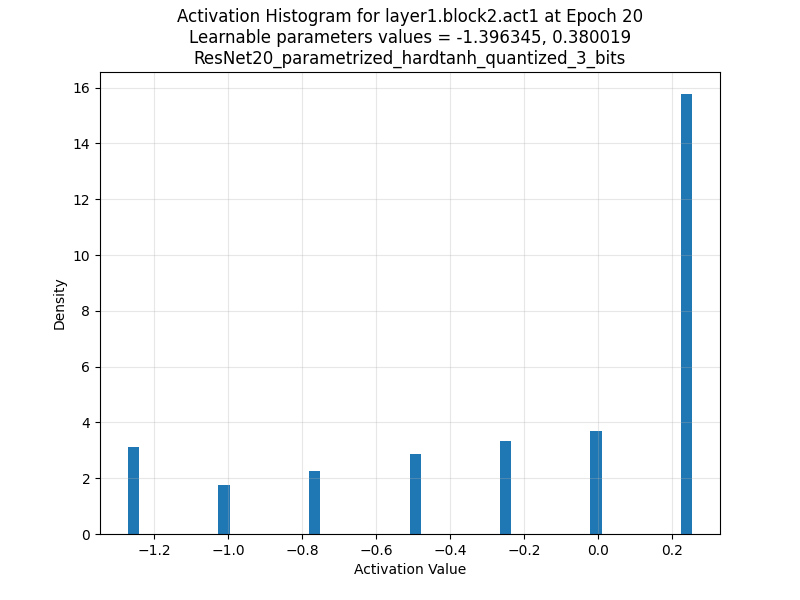 Activation Histogram for layer1.block2.act1 at Epoch 20
Learnable parameters values = -1.396345, 0.380019
ResNet20_parametrized_hardtanh_quantized_3_bits
16
14
12
10
8
6
4
2
0
Density
−1.2 −1.0 −0.8 −0.6 −0.4 −0.2 0.0 0.2
Activation Value